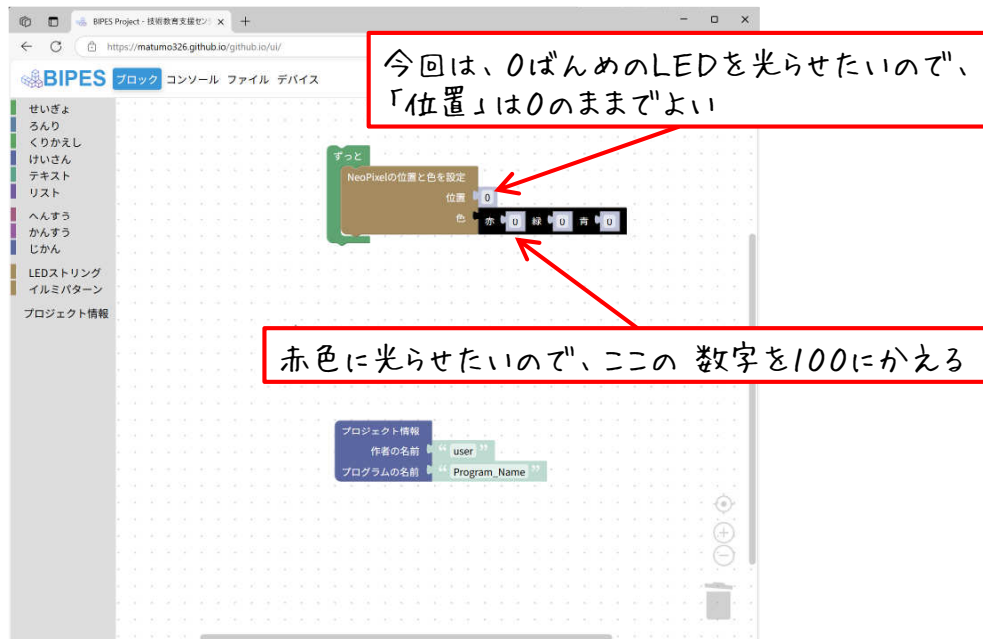 BIPES Project - 技術教育支援セン
https://matumo326.github.io/github.io/ui/
BIPES ブロック コンソール ファイル デバイス
今回は、0ばんめのLEDを光らせたいので、
「位置」は0のままでよい
せいぎょ
ろんり
くりかえし
けいさん
テキスト
リスト
へんすう
かんすう
じかん
LEDストリング
イルミパターン
プロジェクト情報
ずっと
NeoPixelの位置と色を設定
位置 0
色 赤 0 緑 0 青 0
赤色に光らせたいので、ここの 数字を100にかえる
プロジェクト情報
作者の名前 “ user ”
プログラムの名前 “ Program_Name ”